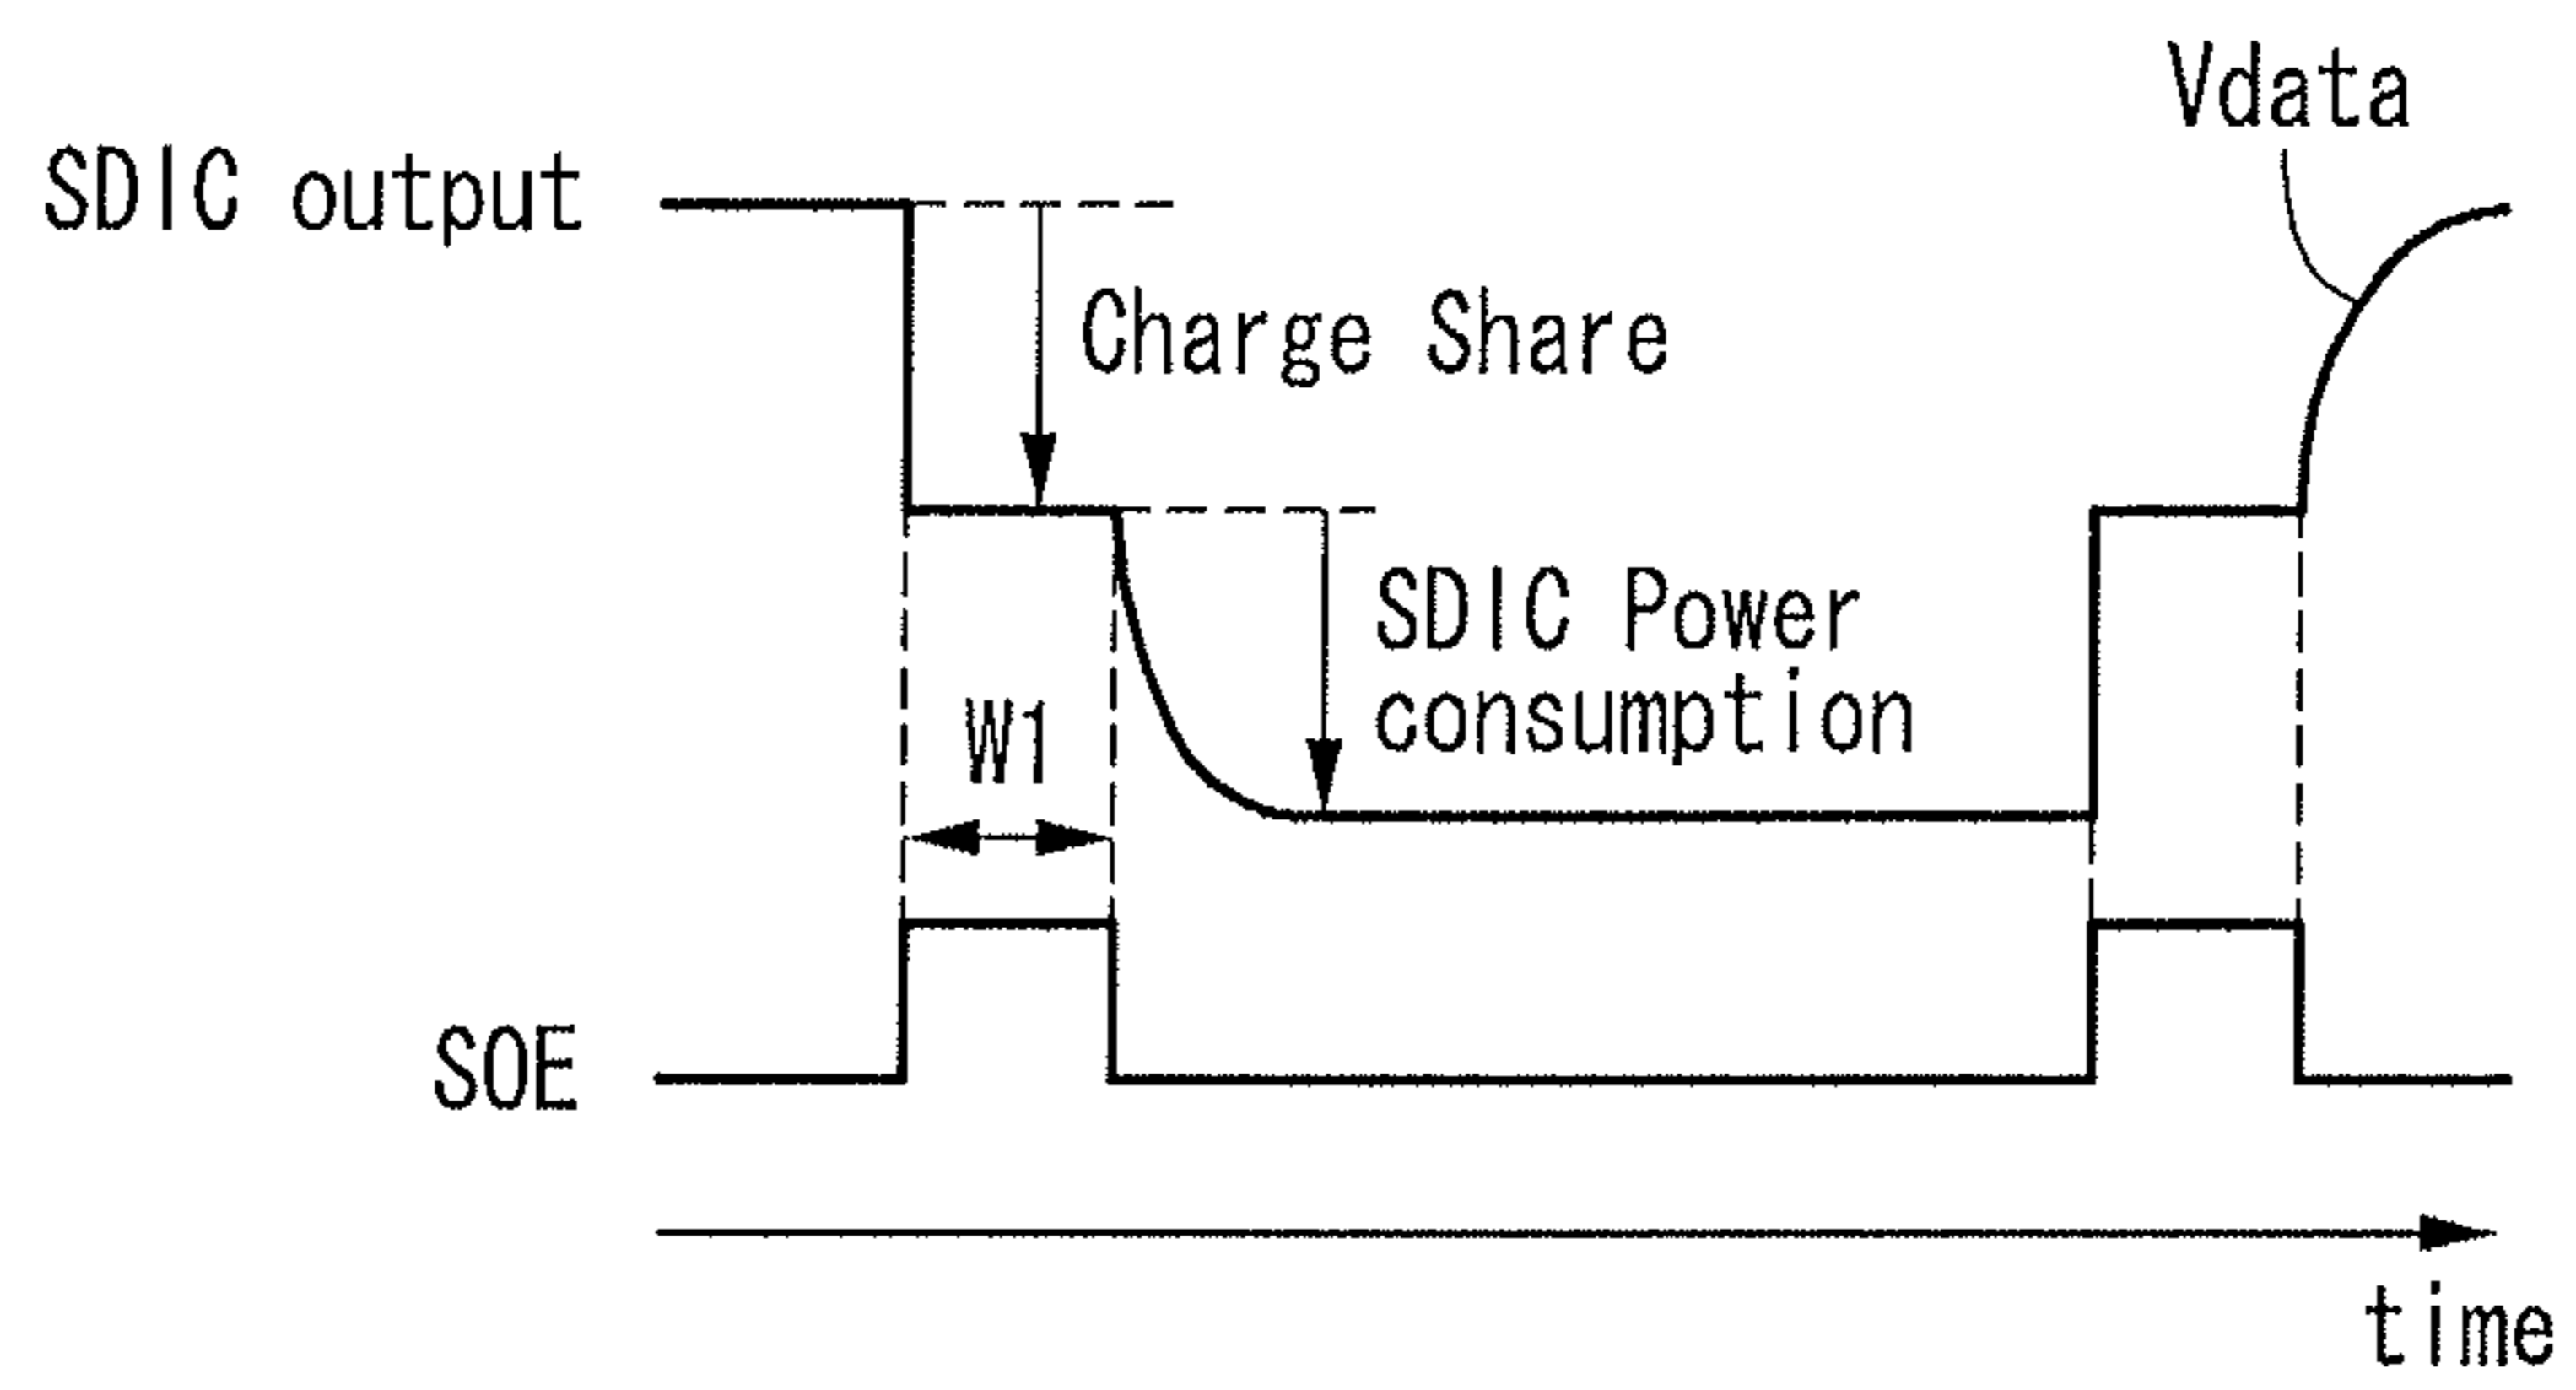 Vdata
SDIC output
Charge Share
SDIC Power
consumption
W1
SOE
time